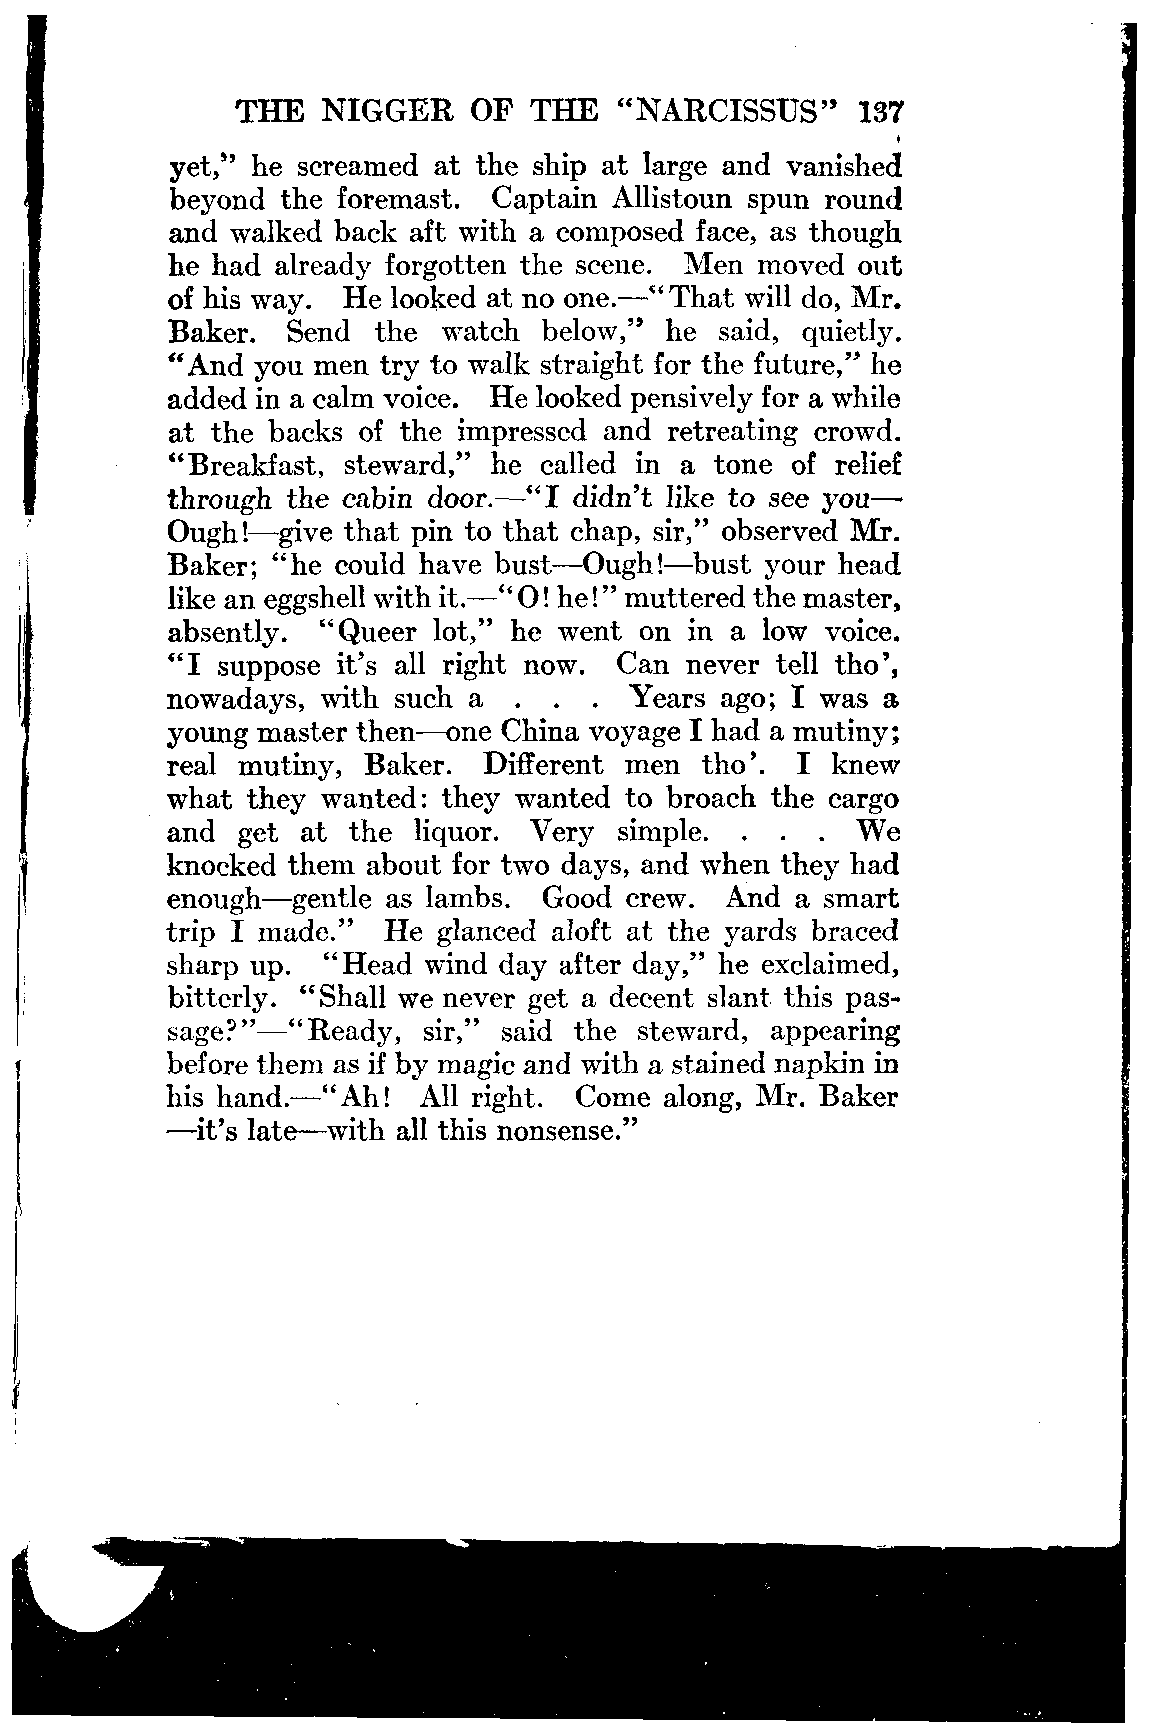 THE NIGGER OF THE “NARCISSUS” 137
yet,” he screamed at the ship at large and vanished
beyond the foremast. Captain Allistoun spun round
and walked back aft with a composed face, as though
he had already forgotten the scene. Men moved out
of his way. He looked at no one.—“That will do, Mr.
Baker. Send the watch below,” he said, quietly.
“And you men try to walk straight for the future,” he
added in a calm voice. He looked pensively for a while
at the backs of the impressed and retreating crowd.
“Breakfast, steward,” he called in a tone of relief
through the cabin door.—“I didn’t like to see you—
Ough!—give that pin to that chap, sir,” observed Mr.
Baker; “he could have bust—Ough!—bust your head
like an eggshell with it.—“O! he!” muttered the master,
absently. “Queer lot,” he went on in a low voice.
“I suppose it’s all right now. Can never tell tho’,
nowadays, with such a . . . Years ago; I was a
young master then—one China voyage I had a mutiny;
real mutiny, Baker. Different men tho’. I knew
what they wanted: they wanted to broach the cargo
and get at the liquor. Very simple. . . . We
knocked them about for two days, and when they had
enough—gentle as lambs. Good crew. And a smart
trip I made.” He glanced aloft at the yards braced
sharp up. “Head wind day after day,” he exclaimed,
bitterly. “Shall we never get a decent slant this pas-
sage?”—“Ready, sir,” said the steward, appearing
before them as if by magic and with a stained napkin in
his hand.—“Ah! All right. Come along, Mr. Baker
—it’s late—with all this nonsense.”